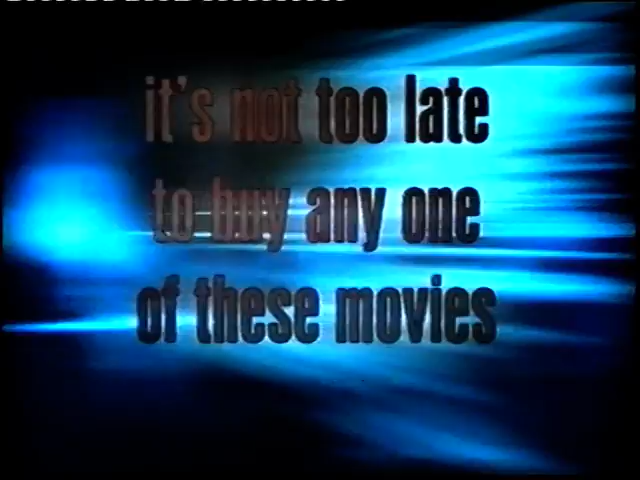 it's not too late
to buy any one
of these movies